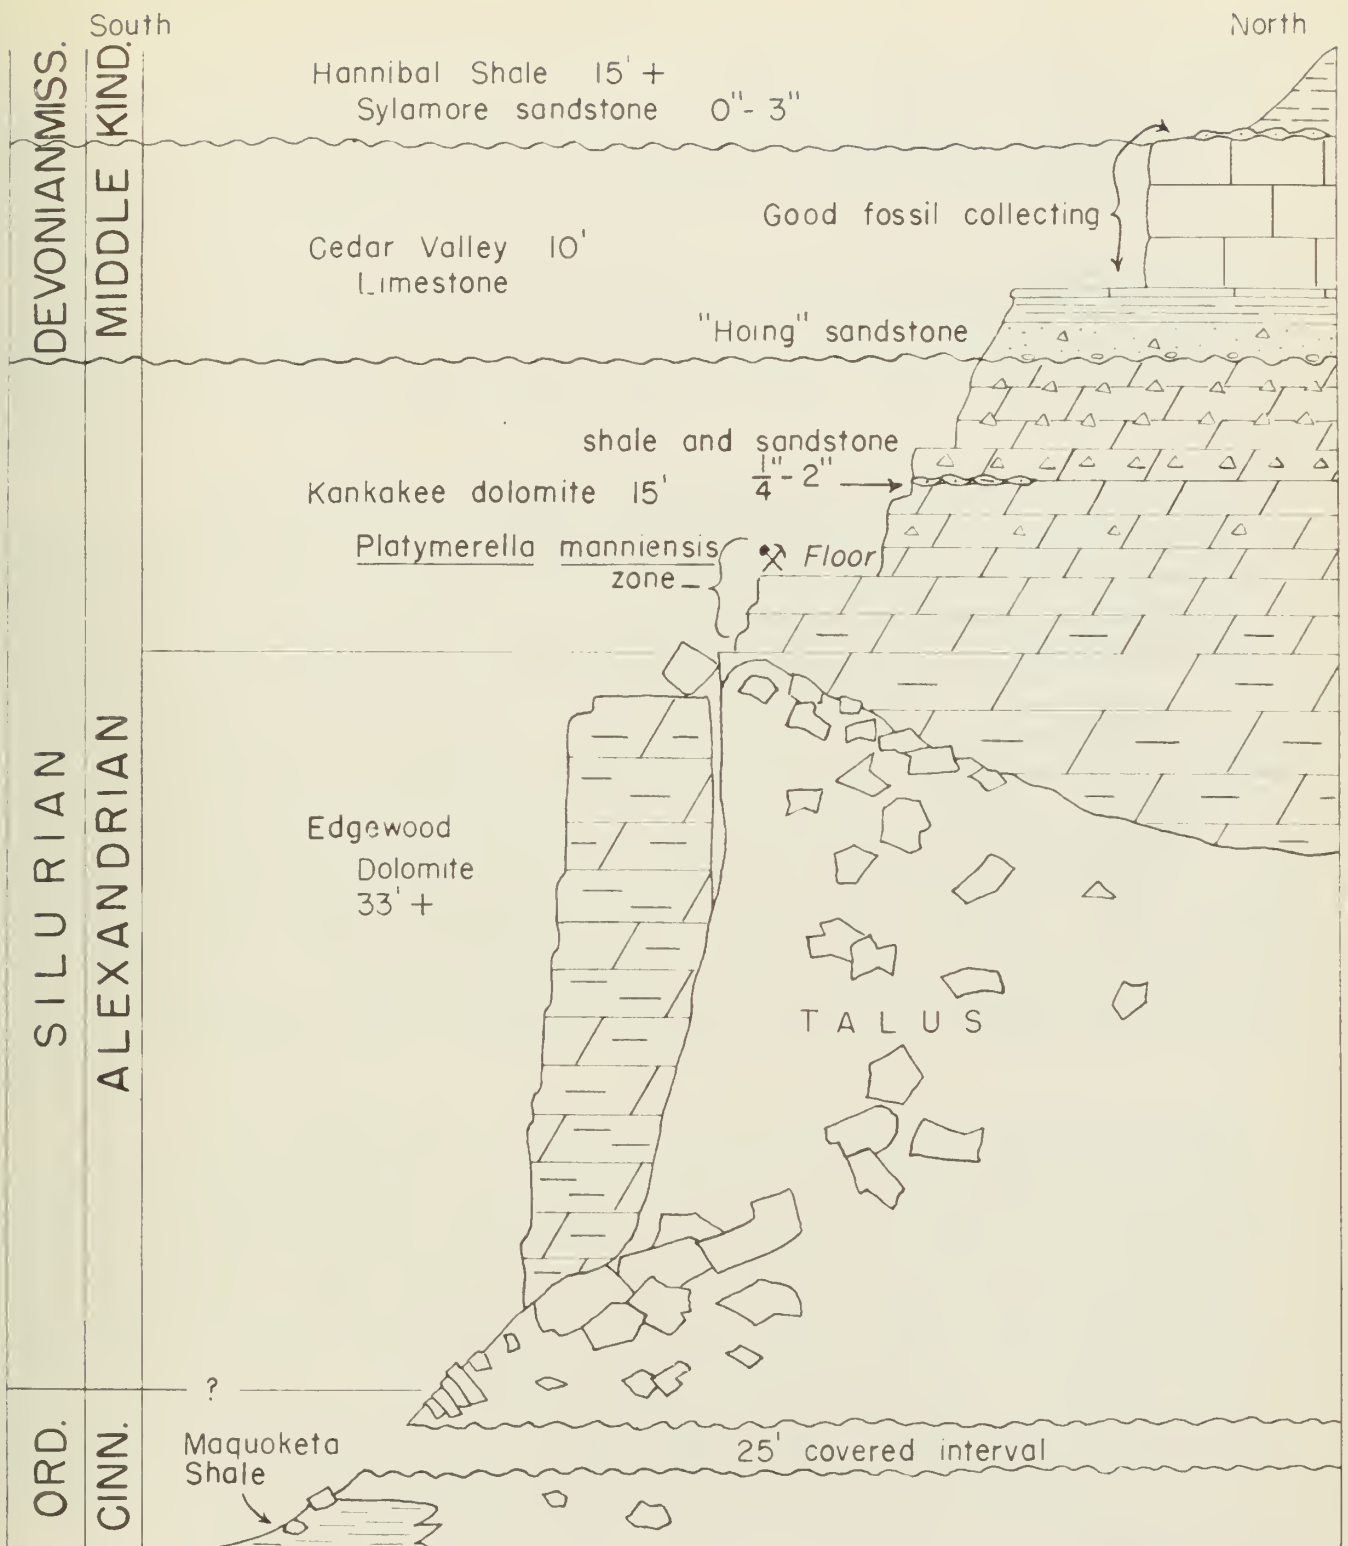 South
North
MISS.
KIND.
Hannibal Shale 15' +
Sylamore sandstone 0" - 3"
DEVONIAN
MIDDLE
Good fossil collecting
Cedar Valley 10'
Limestone
"Hoing" sandstone
SILURIAN
ALEXANDRIAN
shale and sandstone
1/4" - 2"
Kankakee dolomite 15'
Platymerella manniensis
zone
Floor
Edgewood
Dolomite
33' +
TALUS
?
ORD.
CINN.
Maquoketa
Shale
25' covered interval